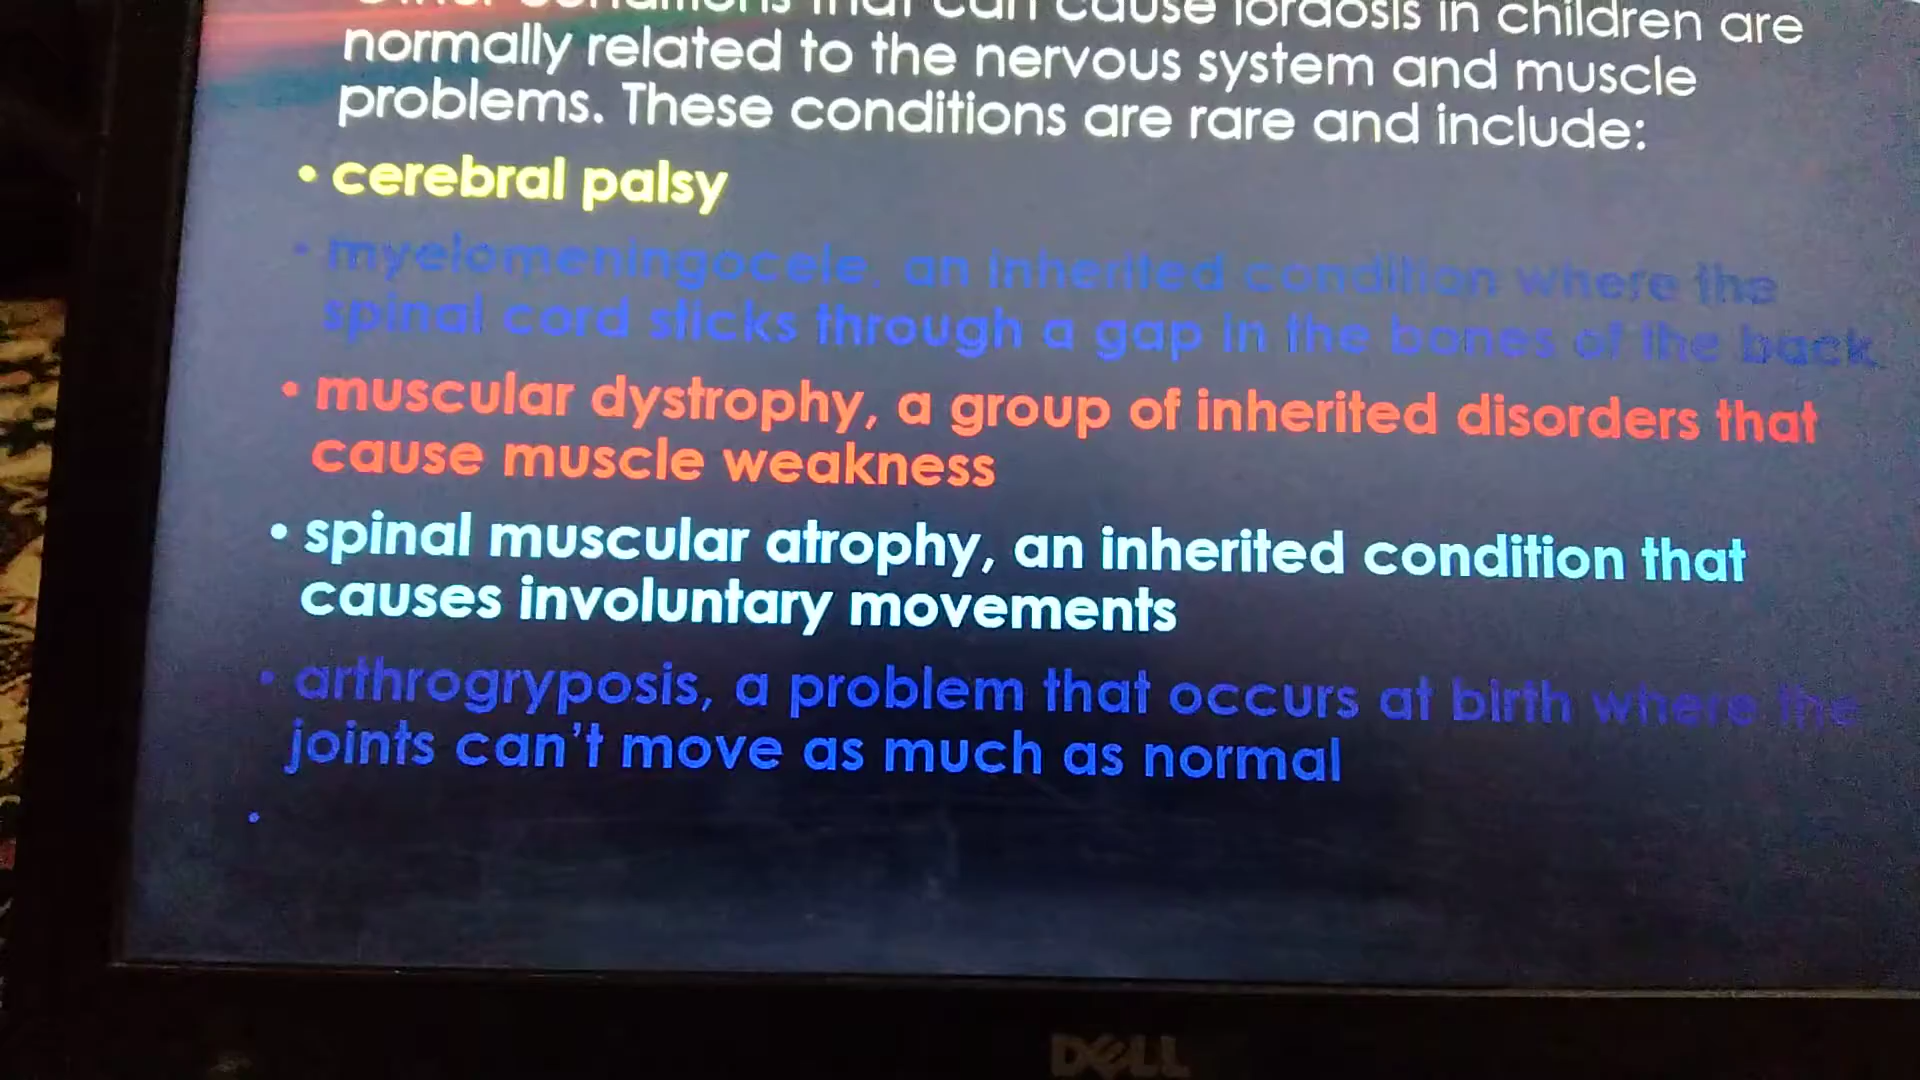 Other conditions that can cause lordosis in children are
normally related to the nervous system and muscle
problems. These conditions are rare and include:
• cerebral palsy
• myelomeningocele, an inherited condition where the
spinal cord sticks through a gap in the bones of the back
• muscular dystrophy, a group of inherited disorders that
cause muscle weakness
• spinal muscular atrophy, an inherited condition that
causes involuntary movements
• arthrogryposis, a problem that occurs at birth where the
joints can't move as much as normal
•
DELL